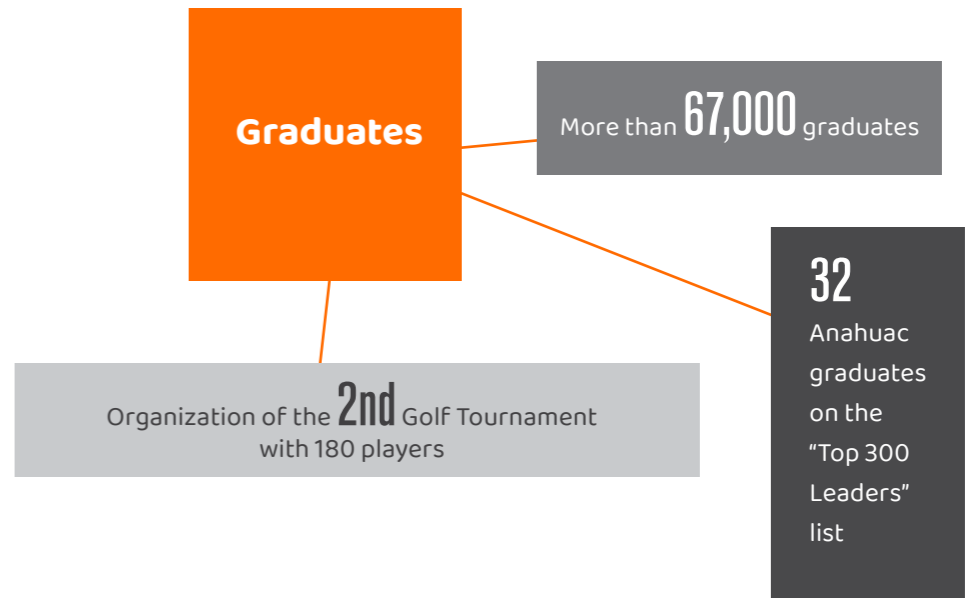 Graduates
More than 67,000 graduates
32
Anahuac
graduates
on the
“Top 300
Leaders”
list
Organization of the 2nd Golf Tournament
with 180 players